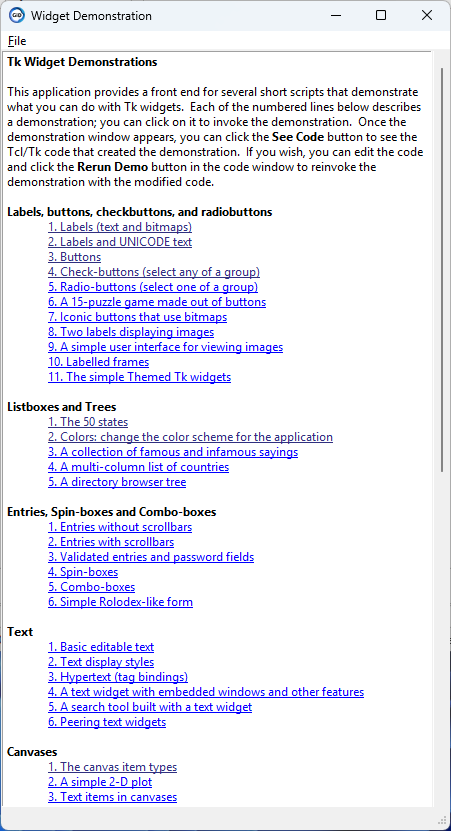 GiD Widget Demonstration
File
Tk Widget Demonstrations
This application provides a front end for several short scripts that demonstrate
what you can do with Tk widgets.  Each of the numbered lines below describes
a demonstration; you can click on it to invoke the demonstration.  Once the
demonstration window appears, you can click the See Code button to see the
Tcl/Tk code that created the demonstration.  If you wish, you can edit the code
and click the Rerun Demo button in the code window to reinvoke the
demonstration with the modified code.
Labels, buttons, checkbuttons, and radiobuttons
1. Labels (text and bitmaps)
2. Labels and UNICODE text
3. Buttons
4. Check-buttons (select any of a group)
5. Radio-buttons (select one of a group)
6. A 15-puzzle game made out of buttons
7. Iconic buttons that use bitmaps
8. Two labels displaying images
9. A simple user interface for viewing images
10. Labelled frames
11. The simple Themed Tk widgets
Listboxes and Trees
1. The 50 states
2. Colors: change the color scheme for the application
3. A collection of famous and infamous sayings
4. A multi-column list of countries
5. A directory browser tree
Entries, Spin-boxes and Combo-boxes
1. Entries without scrollbars
2. Entries with scrollbars
3. Validated entries and password fields
4. Spin-boxes
5. Combo-boxes
6. Simple Rolodex-like form
Text
1. Basic editable text
2. Text display styles
3. Hypertext (tag bindings)
4. A text widget with embedded windows and other features
5. A search tool built with a text widget
6. Peering text widgets
Canvases
1. The canvas item types
2. A simple 2-D plot
3. Text items in canvases